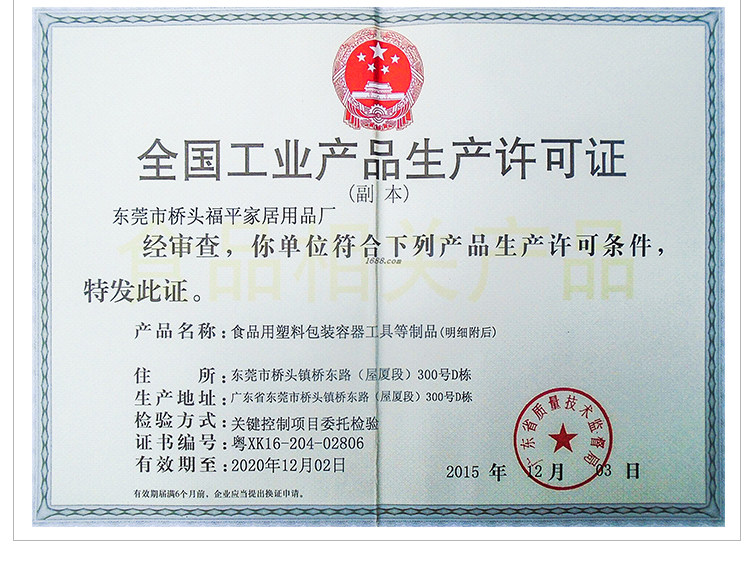 全国工业产品生产许可证
(副本)
东莞市桥头福平家居用品厂
食品相关产品
经审查，你单位符合下列产品生产许可条件，
1688.com
特发此证。
产品名称：食品用塑料包装容器工具等制品(明细附后)
住 所：东莞市桥头镇桥东路（屋厦段）300号D栋
生产地址：广东省东莞市桥头镇桥东路（屋厦段）300号D栋
检验方式：关键控制项目委托检验
证书编号：粤XK16-204-02806
有效期至：2020年12月02日
广东省质量技术监督局
2015 年 12 月 03 日
有效期届满6个月前，企业应当提出换证申请。